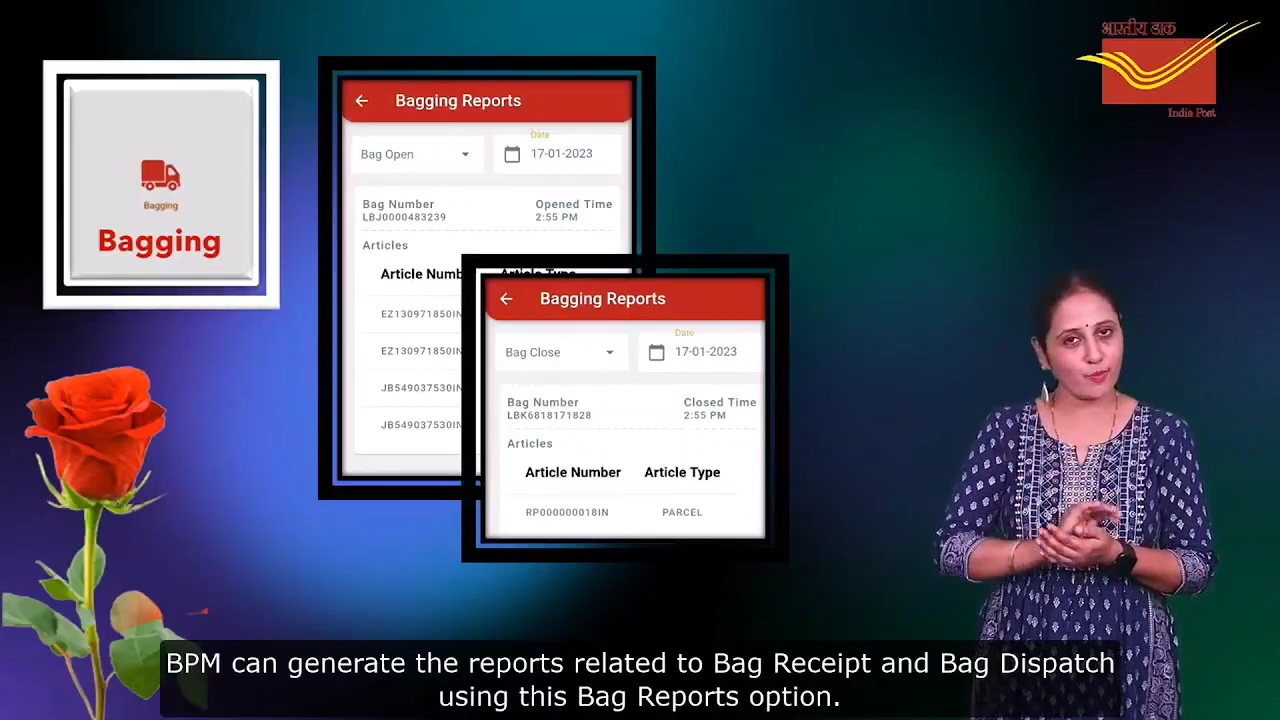 भारतीय डाक
India Post
Bagging
Bagging
Bagging Reports
Bag Open
Date
17-01-2023
Bag Number
Opened Time
LBJ0000483239
2:55 PM
Articles
Article Numb
EZ130971850IN
EZ130971850IN
JB549037530IN
JB549037530IN
Bagging Reports
Bag Close
Date
17-01-2023
Bag Number
Closed Time
LBK6818171828
2:55 PM
Articles
Article Number
Article Type
RP000000018IN
PARCEL
BPM can generate the reports related to Bag Receipt and Bag Dispatch
using this Bag Reports option.